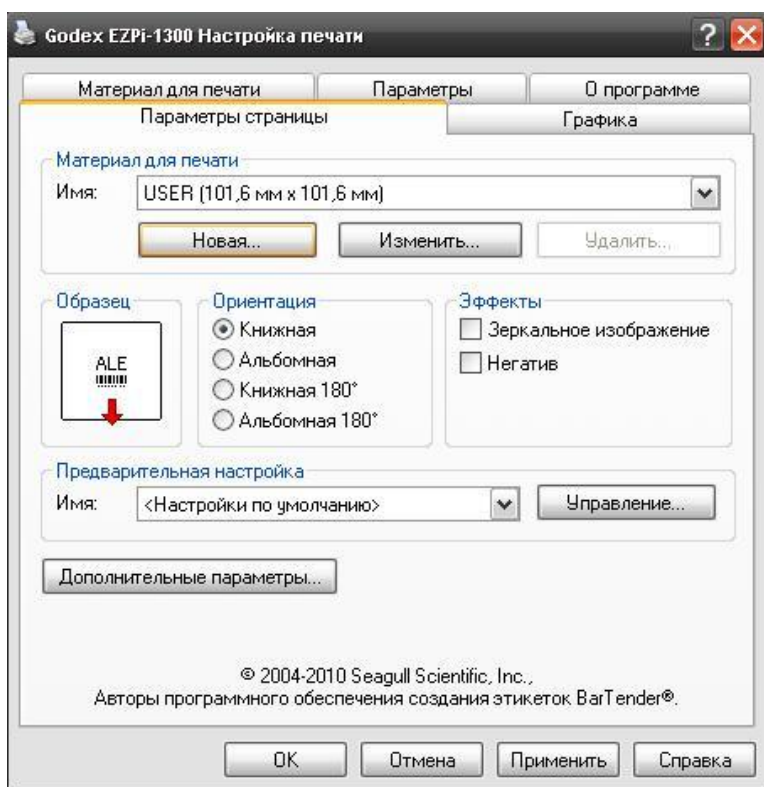 Godex EZPi-1300 Настройка печати
Материал для печати
Параметры
О программе
Параметры страницы
Графика
Материал для печати
Имя: USER (101,6 мм x 101,6 мм)
Новая... Изменить... Удалить...
Образец
ALE
Ориентация
Книжная
Альбомная
Книжная 180°
Альбомная 180°
Эффекты
Зеркальное изображение
Негатив
Предварительная настройка
Имя: <Настройки по умолчанию> Управление...
Дополнительные параметры...
© 2004-2010 Seagull Scientific, Inc.,
Авторы программного обеспечения создания этикеток BarTender®.
OK Отмена Применить Справка